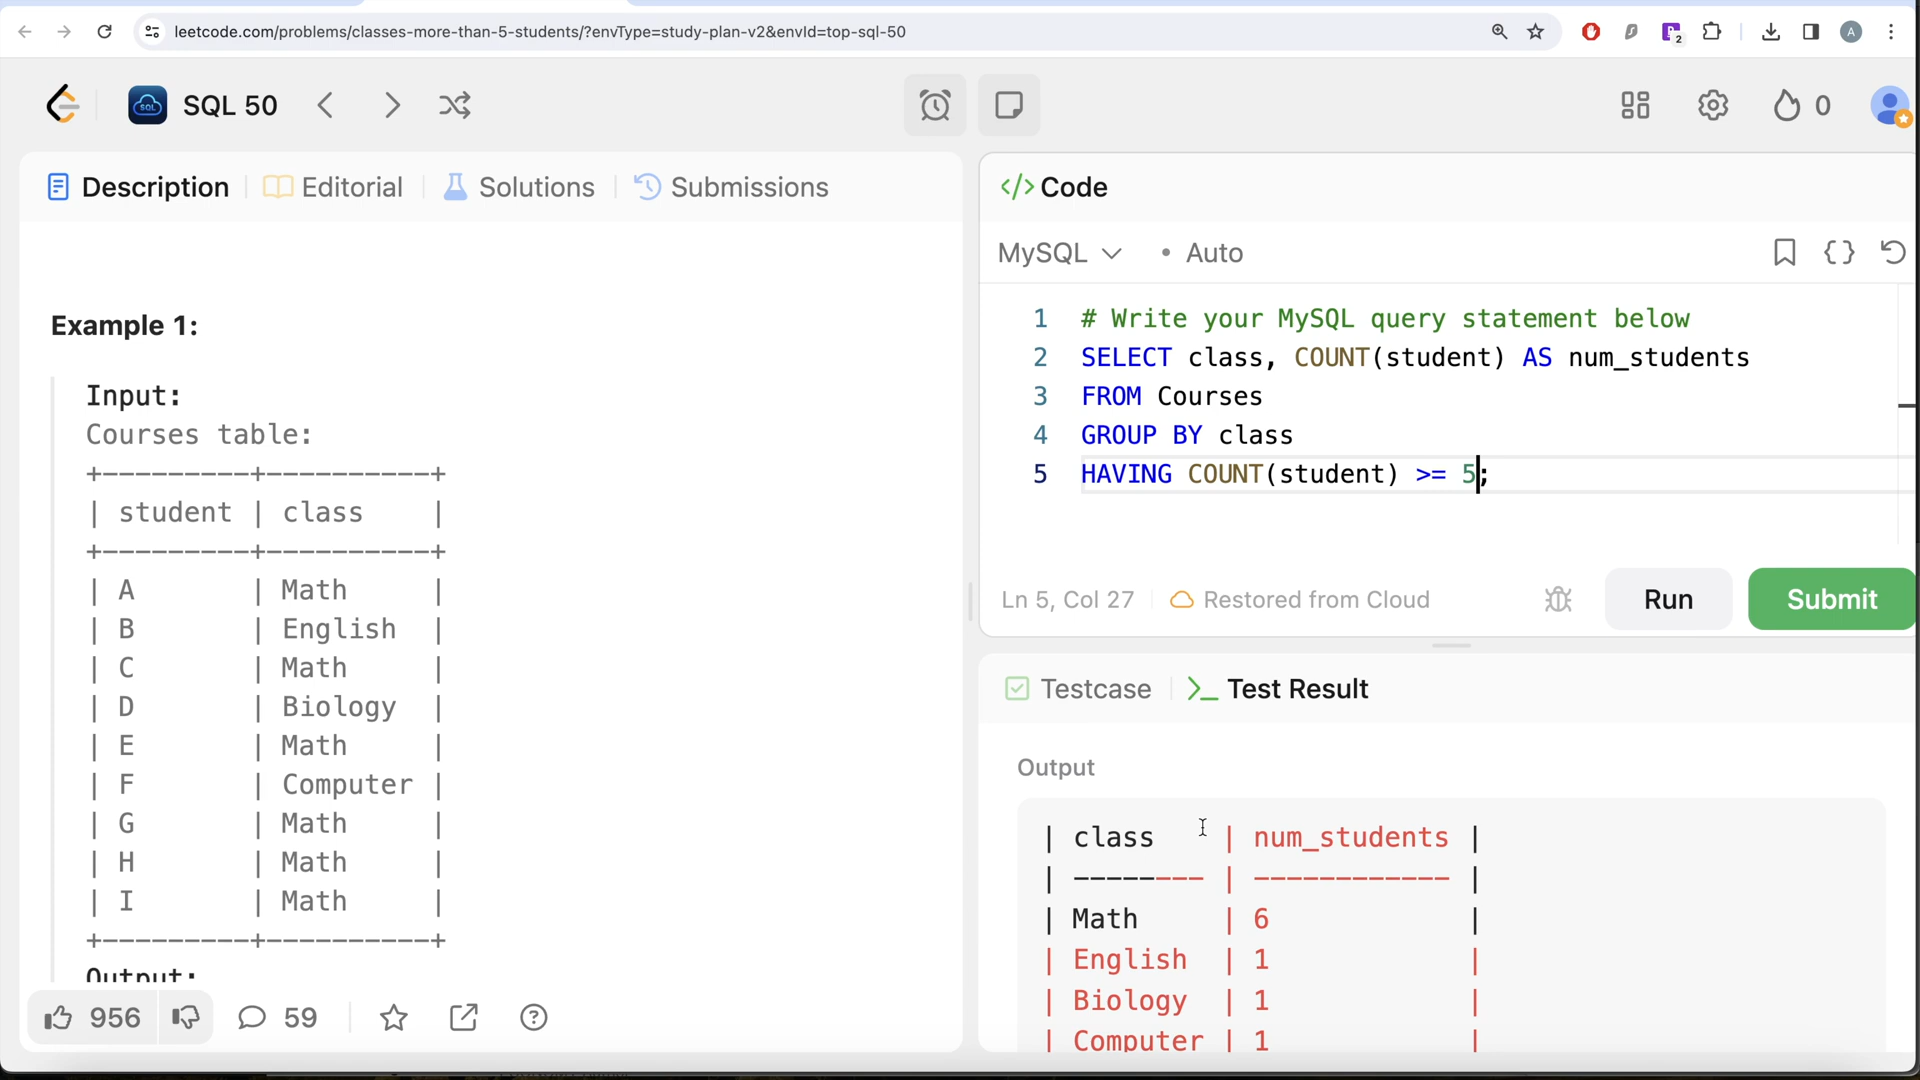 leetcode.com/problems/classes-more-than-5-students/?envType=study-plan-v2&envId=top-sql-50
2
A
SQL
SQL 50
0
Description
Editorial
Solutions
Submissions
Example 1:
Input:
Courses table:
+---------+----------+
| student | class    |
+---------+----------+
| A       | Math     |
| B       | English  |
| C       | Math     |
| D       | Biology  |
| E       | Math     |
| F       | Computer |
| G       | Math     |
| H       | Math     |
| I       | Math     |
+---------+----------+
Output:
956
59
</> Code
MySQL • Auto
1 # Write your MySQL query statement below
2 SELECT class, COUNT(student) AS num_students
3 FROM Courses
4 GROUP BY class
5 HAVING COUNT(student) >= 5;
Ln 5, Col 27
Restored from Cloud
Run
Submit
Testcase
>_ Test Result
Output
| class    | num_students |
| -------- | ------------ |
| Math     | 6            |
| English  | 1            |
| Biology  | 1            |
| Computer | 1            |